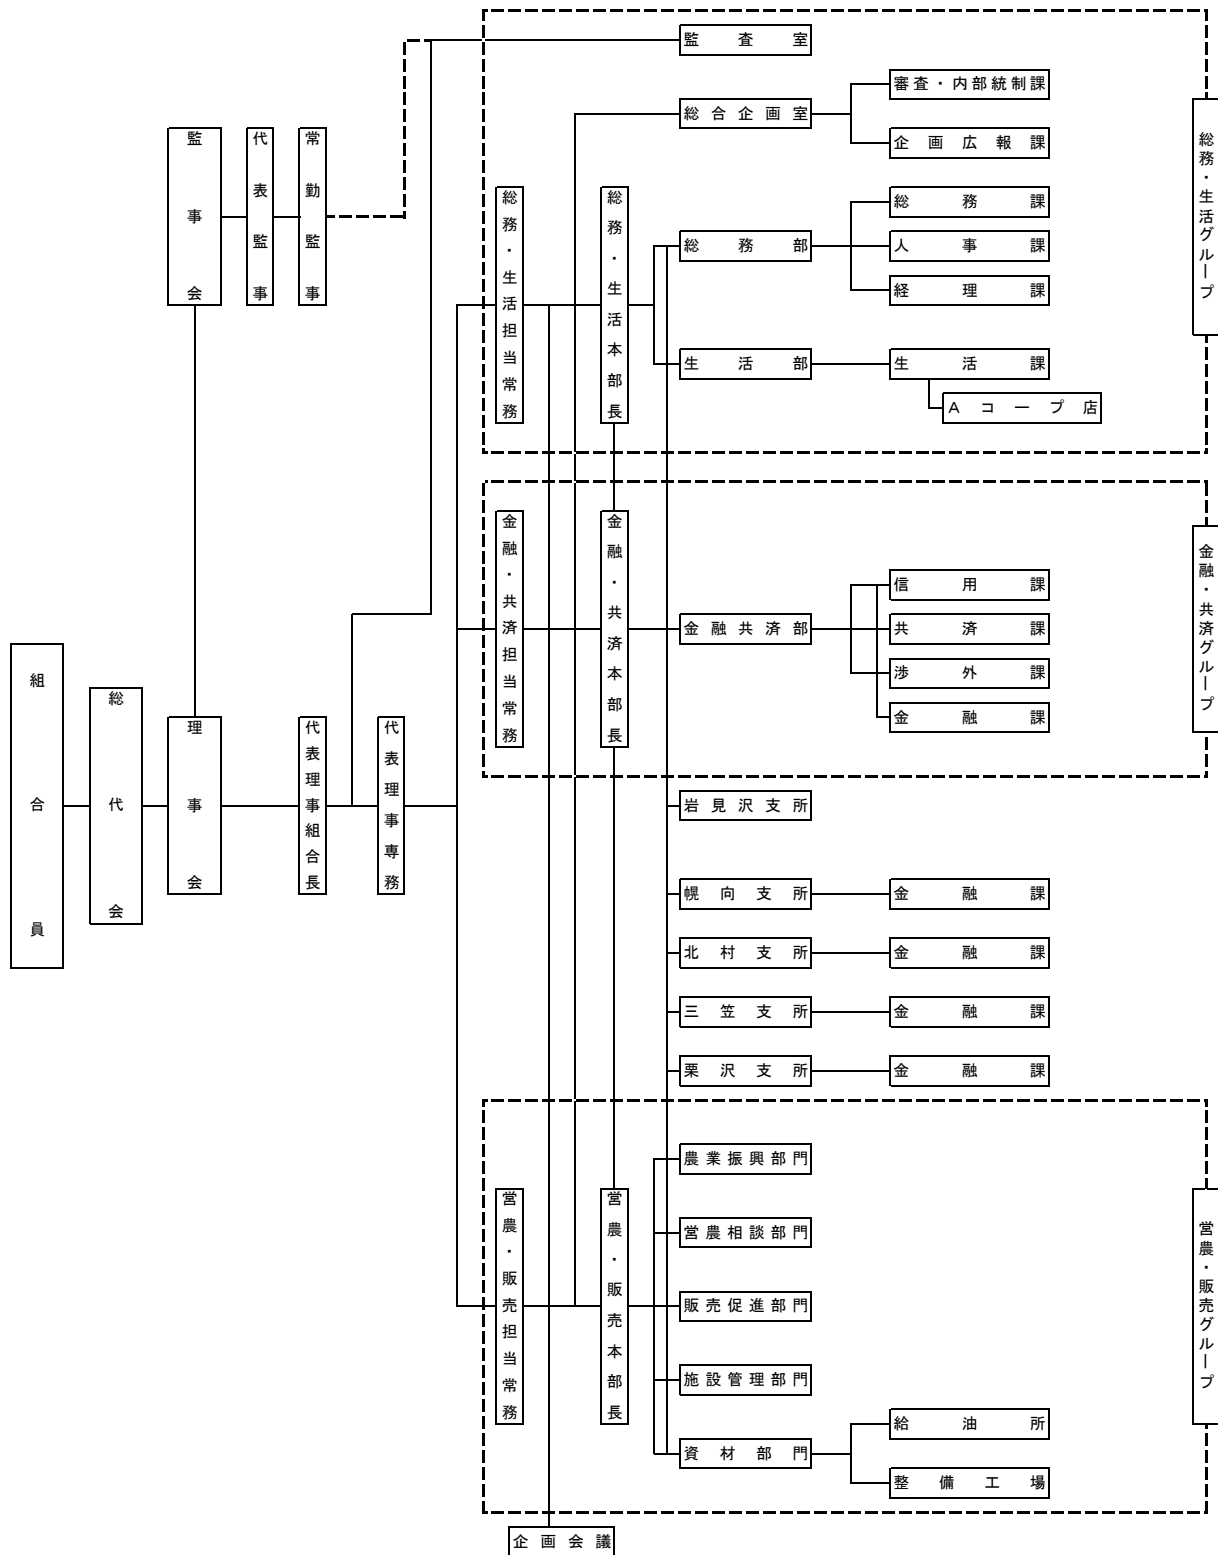 監査室
総合企画室
審査・内部統制課
企画広報課
総務・生活グループ
監事会
代表監事
常勤監事
総務・生活担当常務
総務・生活本部長
総務部
総務課
人事課
経理課
生活部
生活課
Aコープ店
金融・共済担当常務
金融・共済本部長
金融共済部
信用課
共済課
渉外課
金融課
金融・共済グループ
組合員
総代会
理事会
代表理事組合長
代表理事専務
岩見沢支所
幌向支所
金融課
北村支所
金融課
三笠支所
金融課
栗沢支所
金融課
営農・販売担当常務
営農・販売本部長
農業振興部門
営農相談部門
販売促進部門
施設管理部門
資材部門
給油所
整備工場
営農・販売グループ
企画会議